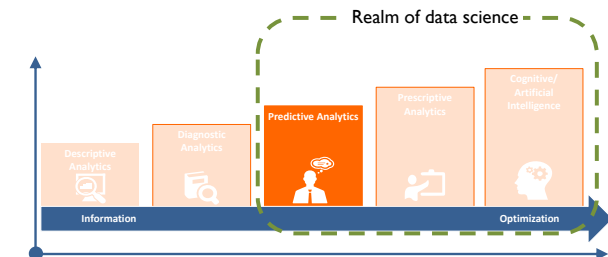 Realm of data science
Cognitive/
Artificial
Intelligence
Prescriptive
Analytics
Predictive Analytics
Diagnostic
Analytics
Descriptive
Analytics
Information
Optimization